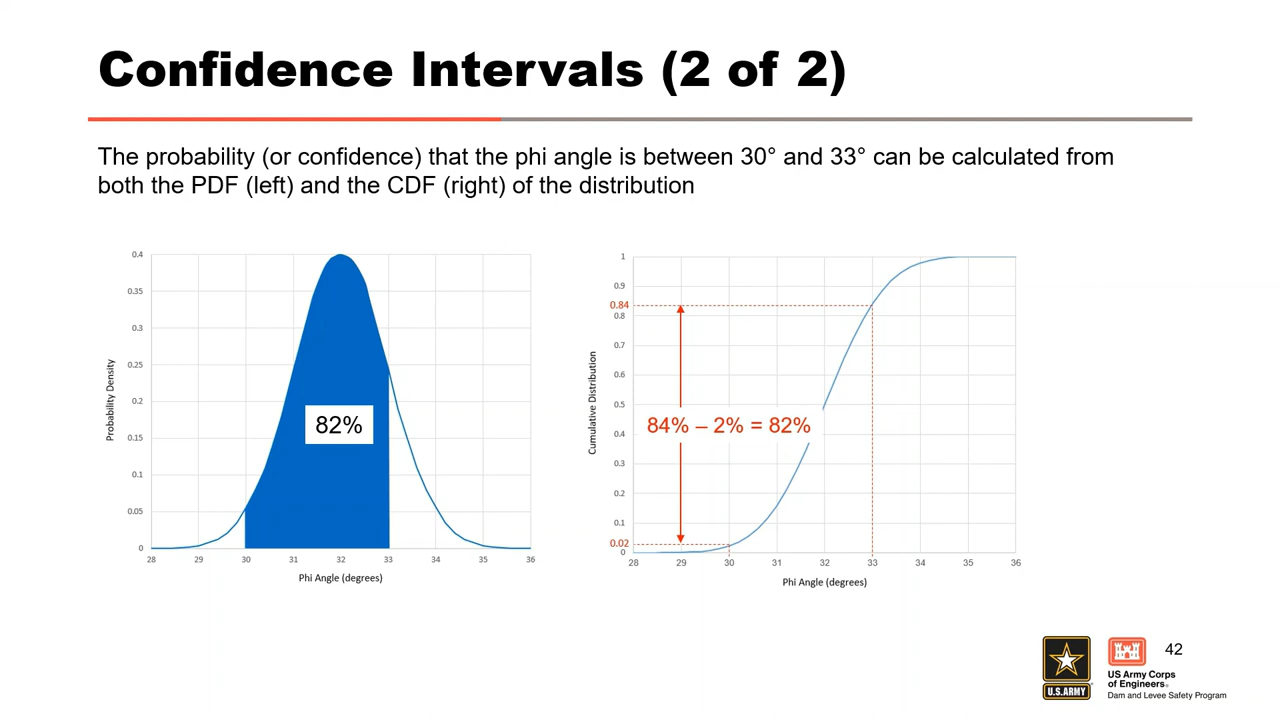 Confidence Intervals (2 of 2)
The probability (or confidence) that the phi angle is between 30° and 33° can be calculated from
both the PDF (left) and the CDF (right) of the distribution
0.4
0.35
0.3
0.25
0.2
0.15
0.1
0.05
0
Probability Density
82%
28 29 30 31 32 33 34 35 36
Phi Angle (degrees)
1
0.9
0.84
0.8
0.7
0.6
0.5
0.4
0.3
0.2
0.1
0.02
0
Cumulative Distribution
84% – 2% = 82%
28 29 30 31 32 33 34 35 36
Phi Angle (degrees)
U.S.ARMY
US Army Corps
of Engineers®
Dam and Levee Safety Program
42